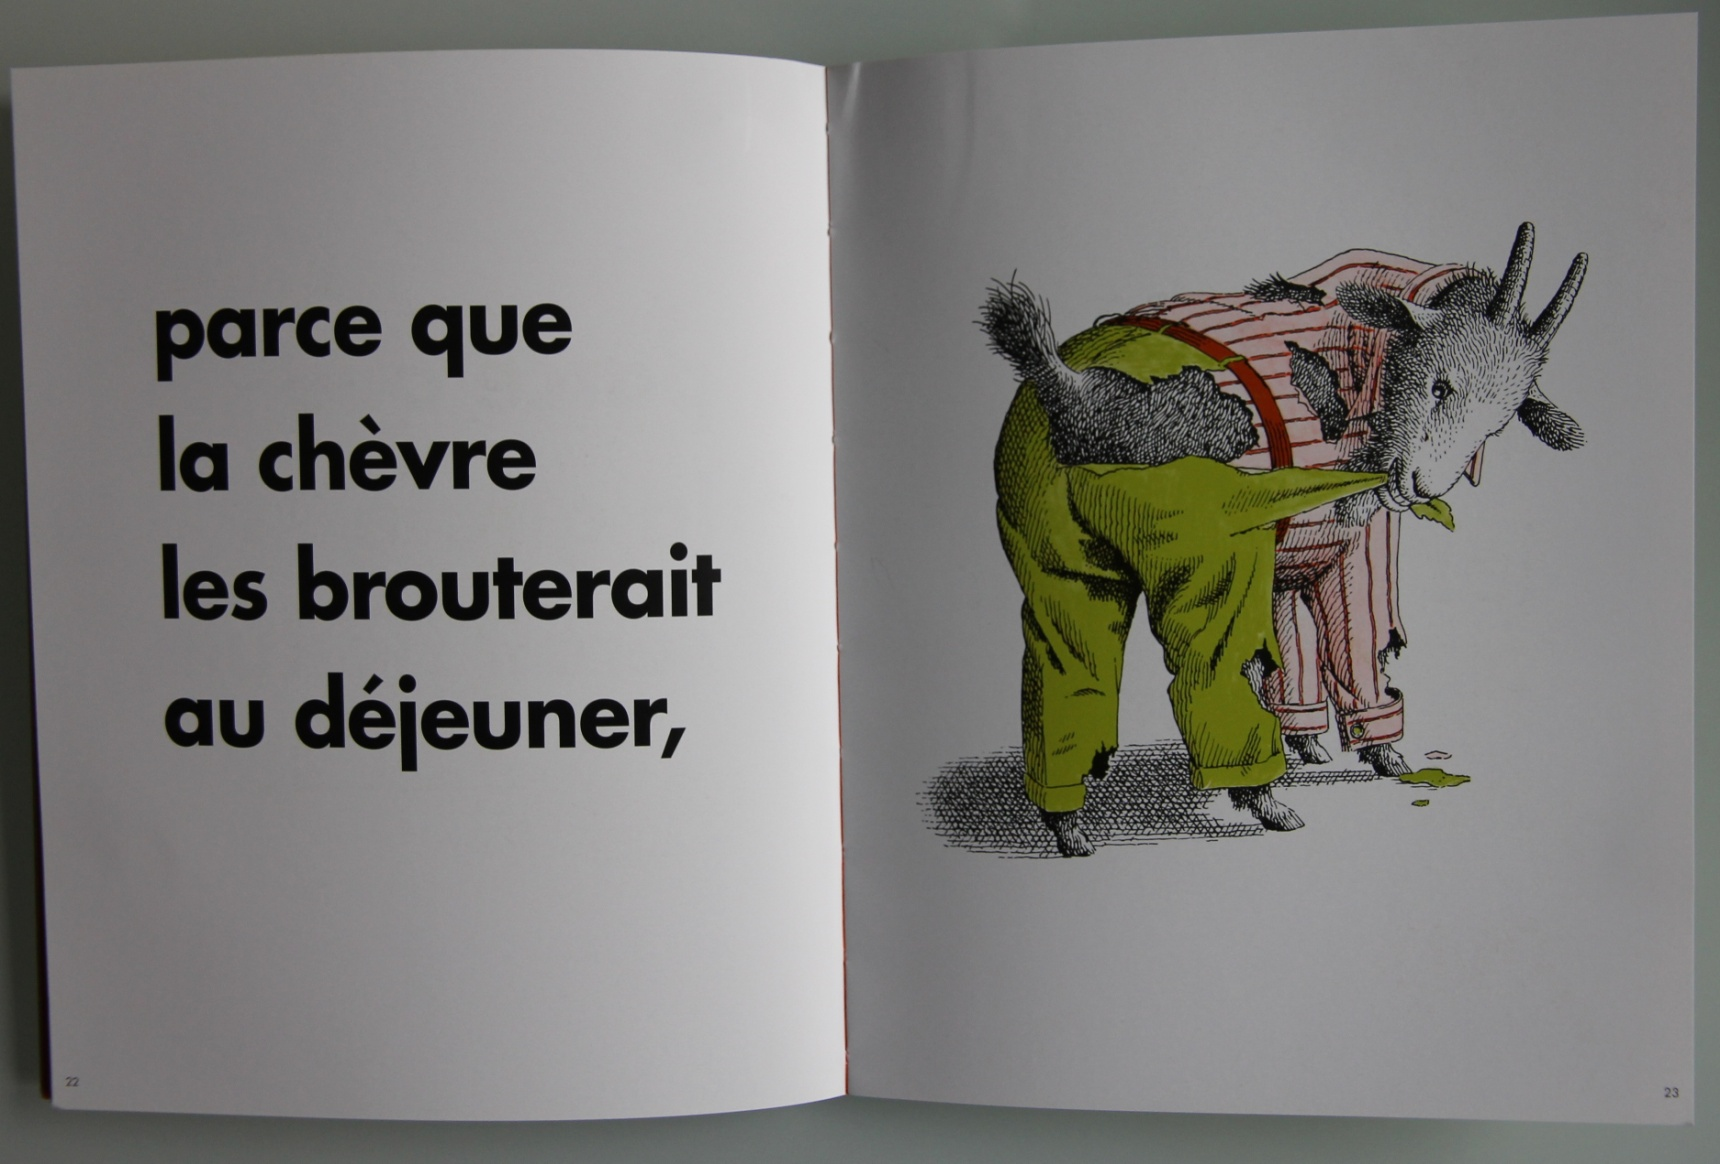 parce que
la chèvre
les brouterait
au déjeuner,
22
23